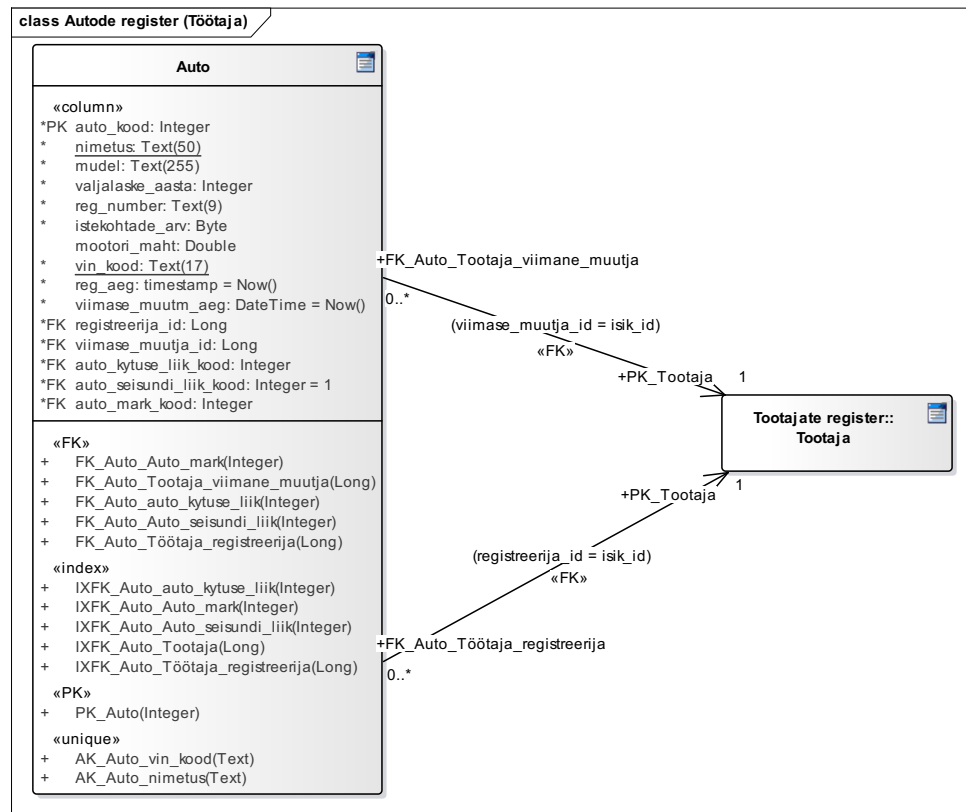 class Autode register (Töötaja)
Auto
«column»
*PK auto_kood: Integer
* nimetus: Text(50)
* mudel: Text(255)
* valjalaske_aasta: Integer
* reg_number: Text(9)
* istekohtade_arv: Byte
mootori_maht: Double
* vin_kood: Text(17)
* reg_aeg: timestamp = Now()
* viimase_muutm_aeg: DateTime = Now()
*FK registreerija_id: Long
*FK viimase_muutja_id: Long
*FK auto_kytuse_liik_kood: Integer
*FK auto_seisundi_liik_kood: Integer = 1
*FK auto_mark_kood: Integer
«FK»
+ FK_Auto_Auto_mark(Integer)
+ FK_Auto_Tootaja_viimane_muutja(Long)
+ FK_Auto_auto_kytuse_liik(Integer)
+ FK_Auto_Auto_seisundi_liik(Integer)
+ FK_Auto_Töötaja_registreerija(Long)
«index»
+ IXFK_Auto_auto_kytuse_liik(Integer)
+ IXFK_Auto_Auto_mark(Integer)
+ IXFK_Auto_Auto_seisundi_liik(Integer)
+ IXFK_Auto_Tootaja(Long)
+ IXFK_Auto_Töötaja_registreerija(Long)
«PK»
+ PK_Auto(Integer)
«unique»
+ AK_Auto_vin_kood(Text)
+ AK_Auto_nimetus(Text)
+FK_Auto_Tootaja_viimane_muutja
0..*
(viimase_muutja_id = isik_id)
«FK»
+PK_Tootaja 1
Tootajate register::
Tootaja
+PK_Tootaja 1
(registreerija_id = isik_id)
«FK»
+FK_Auto_Töötaja_registreerija
0..*